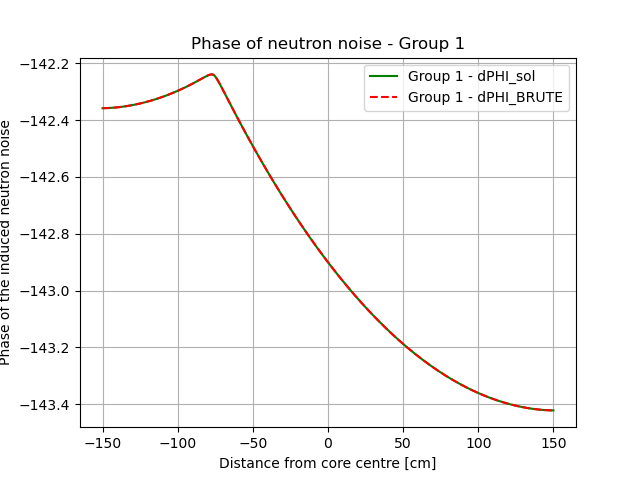 Phase of neutron noise - Group 1
Group 1 - dPHI_sol
Group 1 - dPHI_BRUTE
Phase of the induced neutron noise
−142.2
−142.4
−142.6
−142.8
−143.0
−143.2
−143.4
−150
−100
−50
0
50
100
150
Distance from core centre [cm]